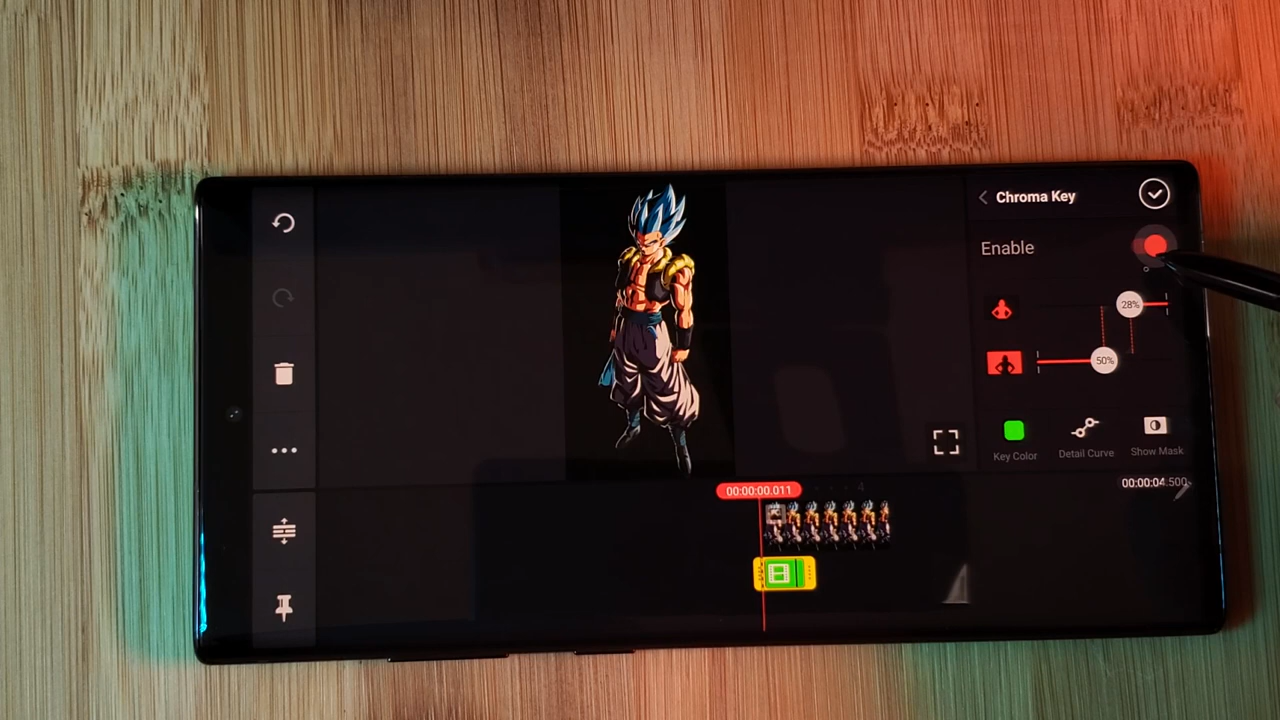 Chroma Key
Enable
28%
50%
Key Color
Detail Curve
Show Mask
00:00:00.011
4
00:00:04.500